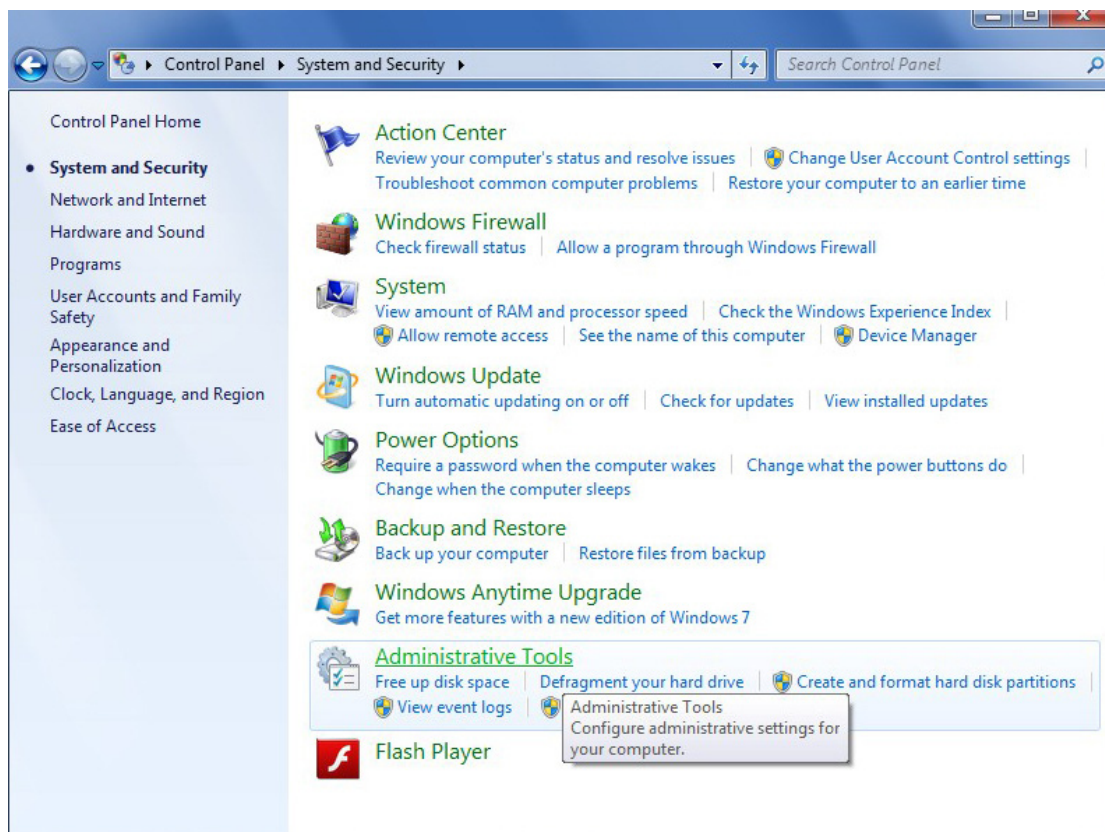 Control Panel System and Security
Search Control Panel
Control Panel Home
System and Security
Network and Internet
Hardware and Sound
Programs
User Accounts and Family
Safety
Appearance and
Personalization
Clock, Language, and Region
Ease of Access
Action Center
Review your computer's status and resolve issues Change User Account Control settings
Troubleshoot common computer problems Restore your computer to an earlier time
Windows Firewall
Check firewall status Allow a program through Windows Firewall
System
View amount of RAM and processor speed Check the Windows Experience Index
Allow remote access See the name of this computer Device Manager
Windows Update
Turn automatic updating on or off Check for updates View installed updates
Power Options
Require a password when the computer wakes Change what the power buttons do
Change when the computer sleeps
Backup and Restore
Back up your computer Restore files from backup
Windows Anytime Upgrade
Get more features with a new edition of Windows 7
Administrative Tools
Free up disk space Defragment your hard drive Create and format hard disk partitions
View event logs
Administrative Tools
Configure administrative settings for
your computer.
Flash Player